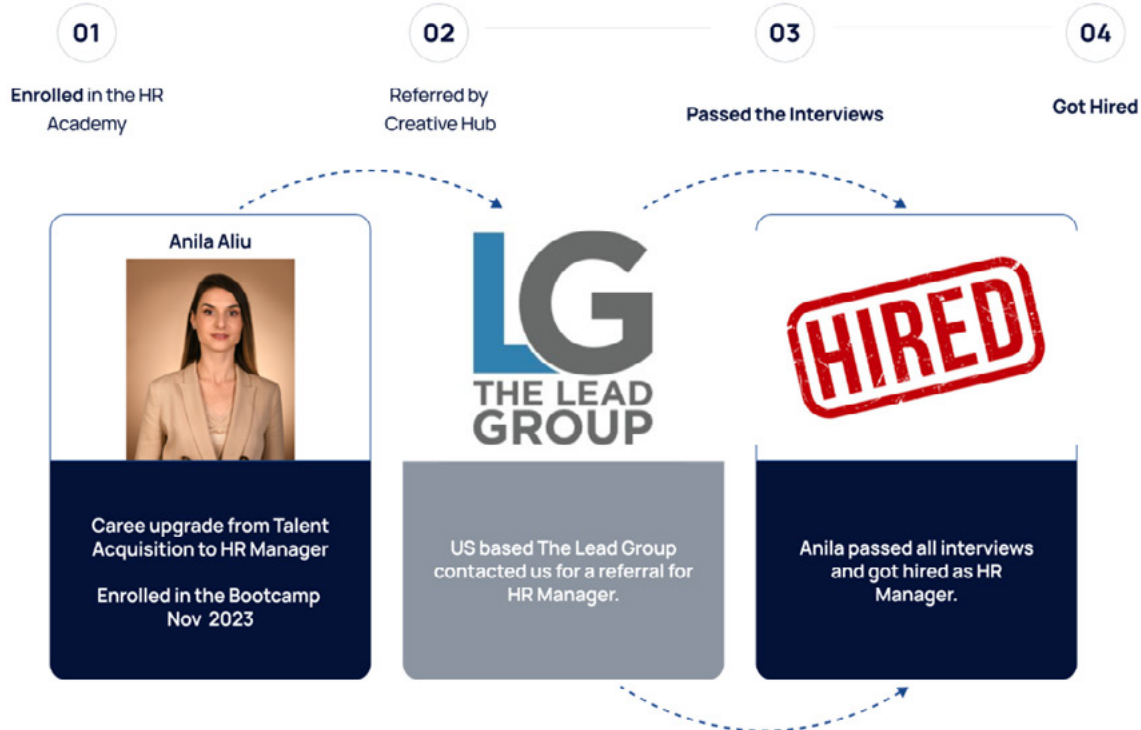 01
02
03
04
Enrolled in the HR
Academy
Referred by
Creative Hub
Passed the Interviews
Got Hired
Anila Aliu
Caree upgrade from Talent
Acquisition to HR Manager
Enrolled in the Bootcamp
Nov 2023
LG
THE LEAD
GROUP
US based The Lead Group
contacted us for a referral for
HR Manager.
HIRED
Anila passed all interviews
and got hired as HR
Manager.